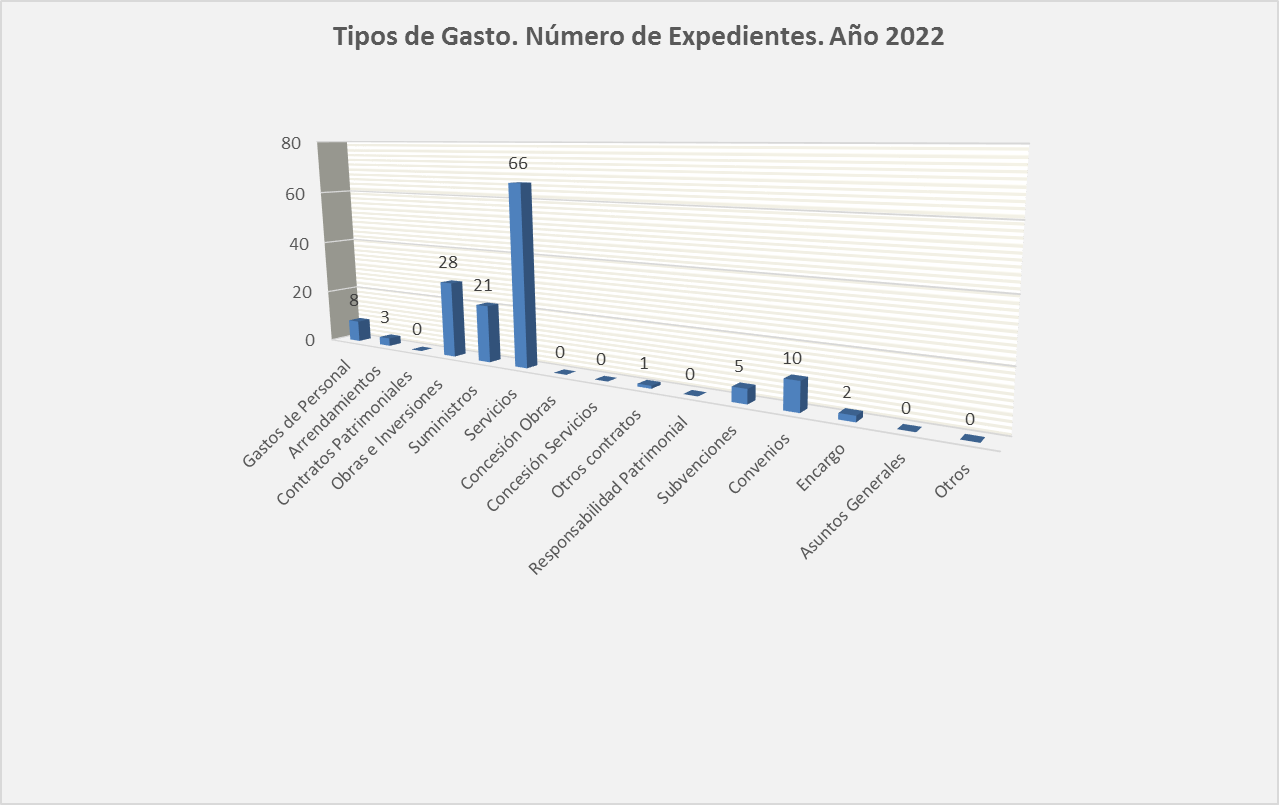 Tipos de Gasto. Número de Expedientes. Año 2022
80
60
40
20
0
8
3
0
28
21
66
0
0
1
0
5
10
2
0
0
Gastos de Personal
Arrendamientos
Contratos Patrimoniales
Obras e Inversiones
Suministros
Servicios
Concesión Obras
Concesión Servicios
Otros contratos
Responsabilidad Patrimonial
Subvenciones
Convenios
Encargo
Asuntos Generales
Otros